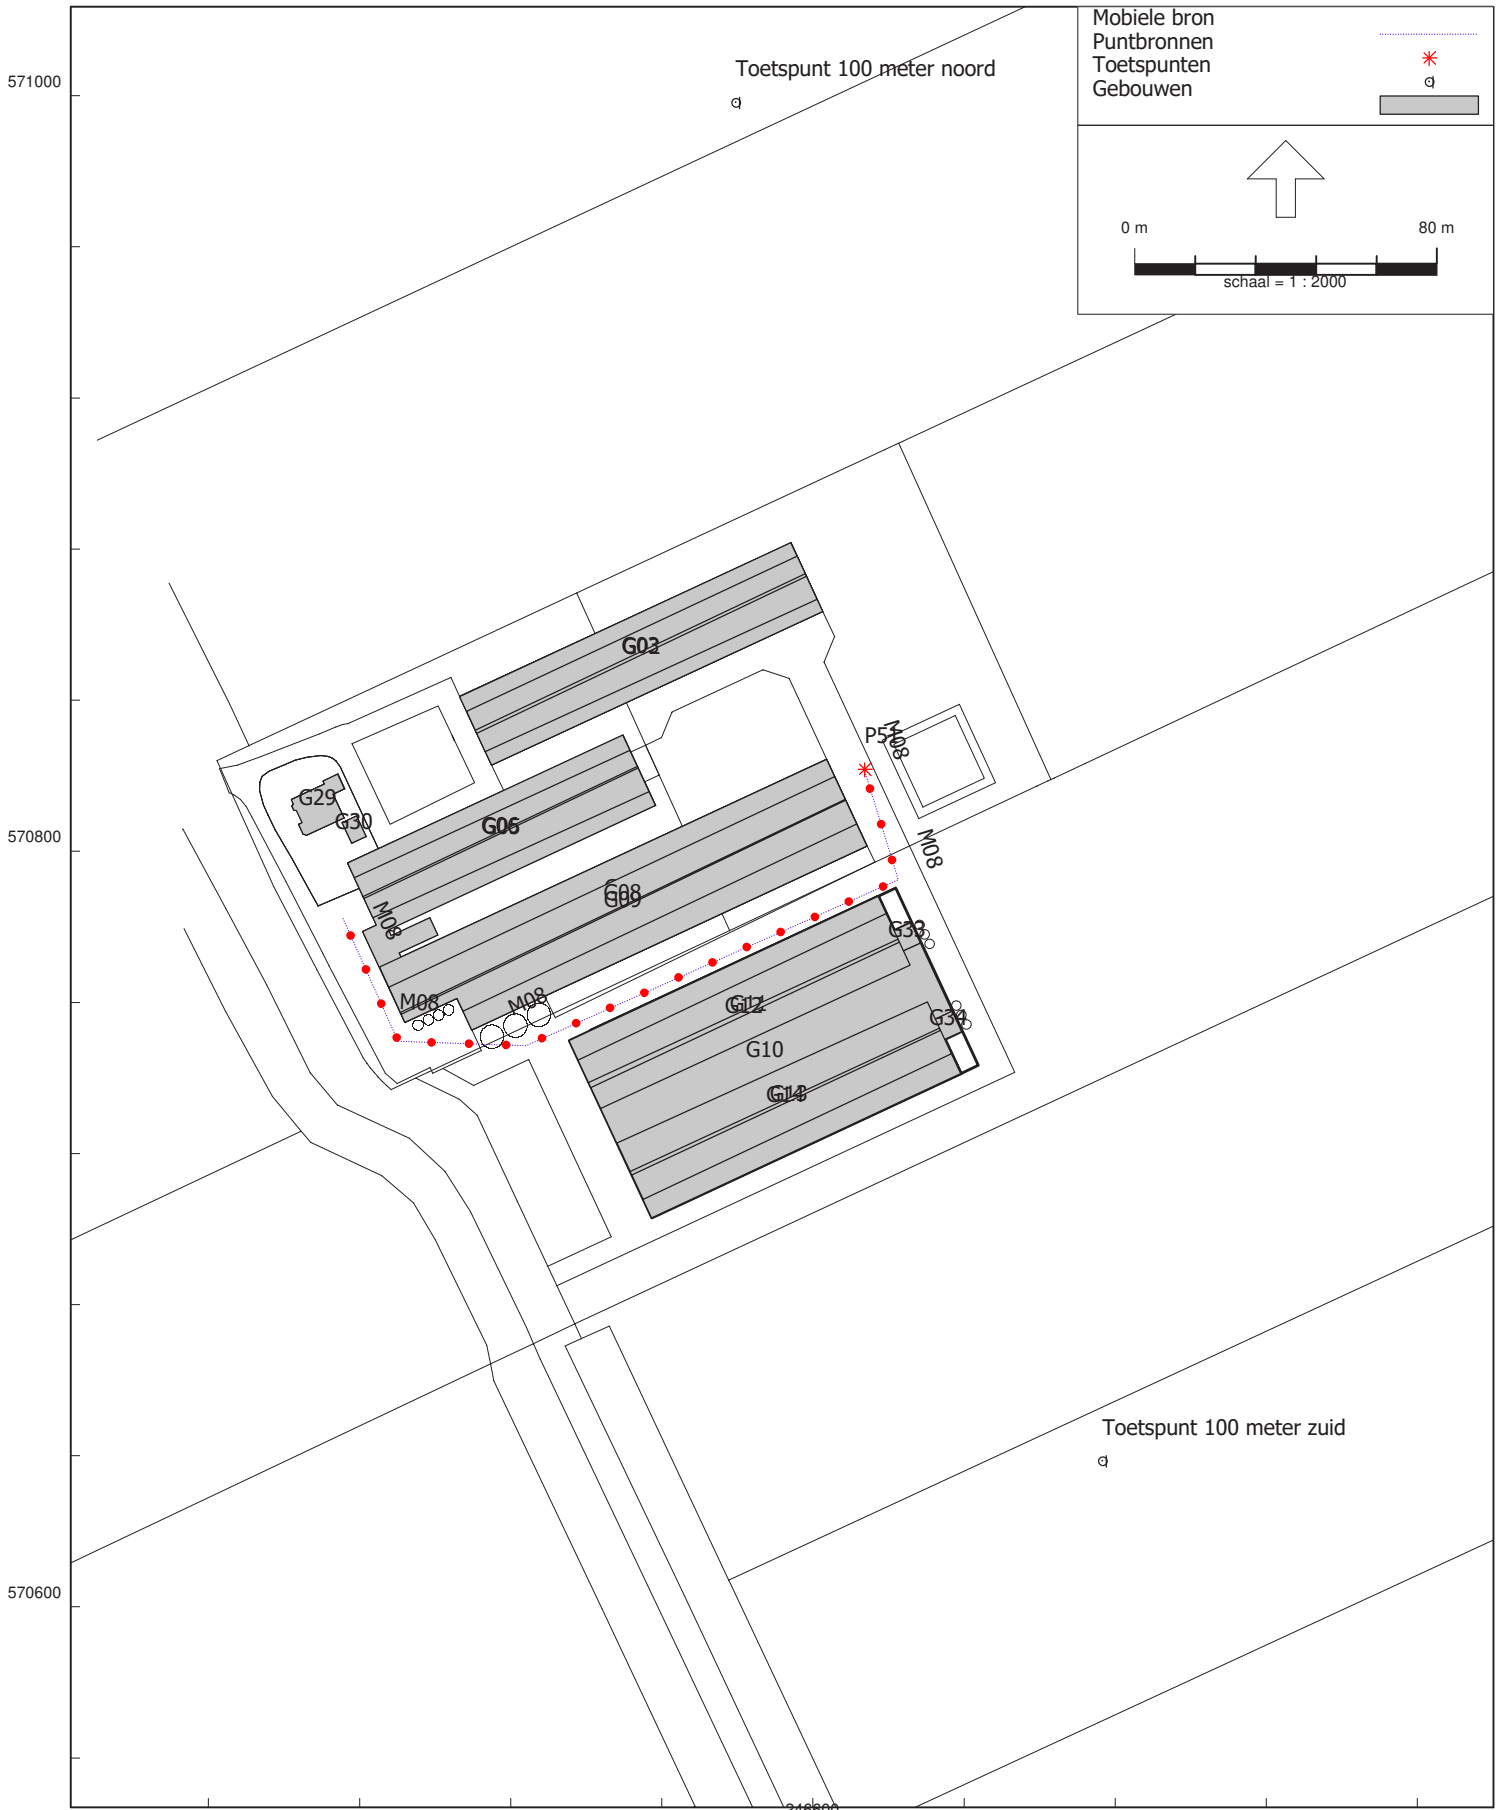 Mobiele bron
Puntbronnen
Toetspunten
Gebouwen
0 m 80 m
schaal = 1 : 2000
571000
Toetspunt 100 meter noord
G03
P51
M08
570800
G29
G30
G06
M08
G08
G09
M08
G33
M08
M08
G12
G34
G10
Toetspunt 100 meter zuid
570600